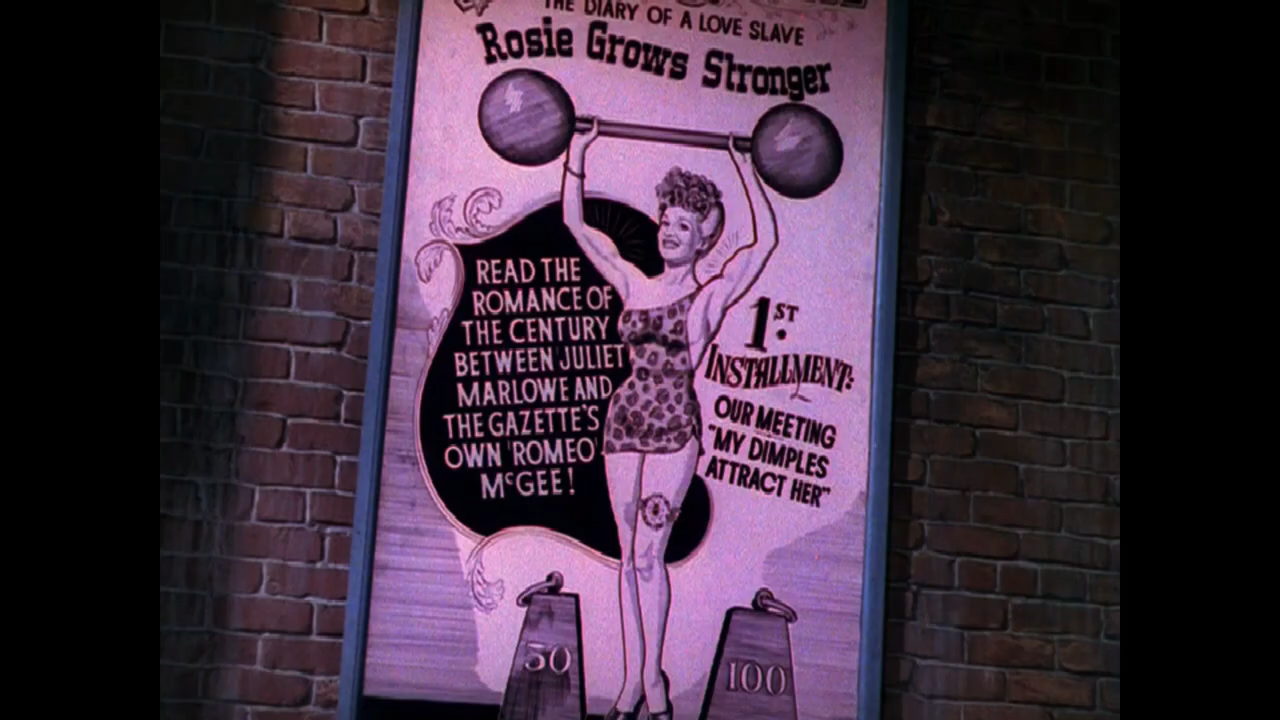 THE DIARY OF A LOVE SLAVE
Rosie Grows Stronger
READ THE
ROMANCE OF
THE CENTURY
BETWEEN JULIET
MARLOWE AND
THE GAZETTE'S
OWN 'ROMEO'
McGEE!
1ST
INSTALLMENT:
OUR MEETING
"MY DIMPLES
ATTRACT HER"
50
100